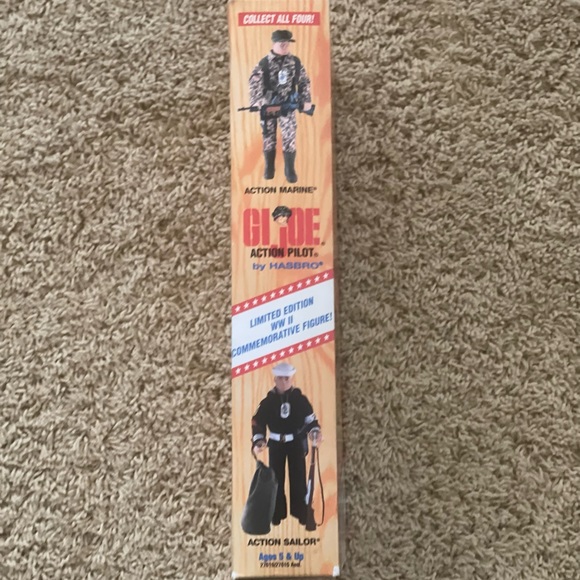 COLLECT ALL FOUR!
ACTION MARINE®
GI JOE®
ACTION PILOT®
by HASBRO®
LIMITED EDITION
WW II
COMMEMORATIVE FIGURE!
ACTION SAILOR®
Ages 5 & Up
Asst.